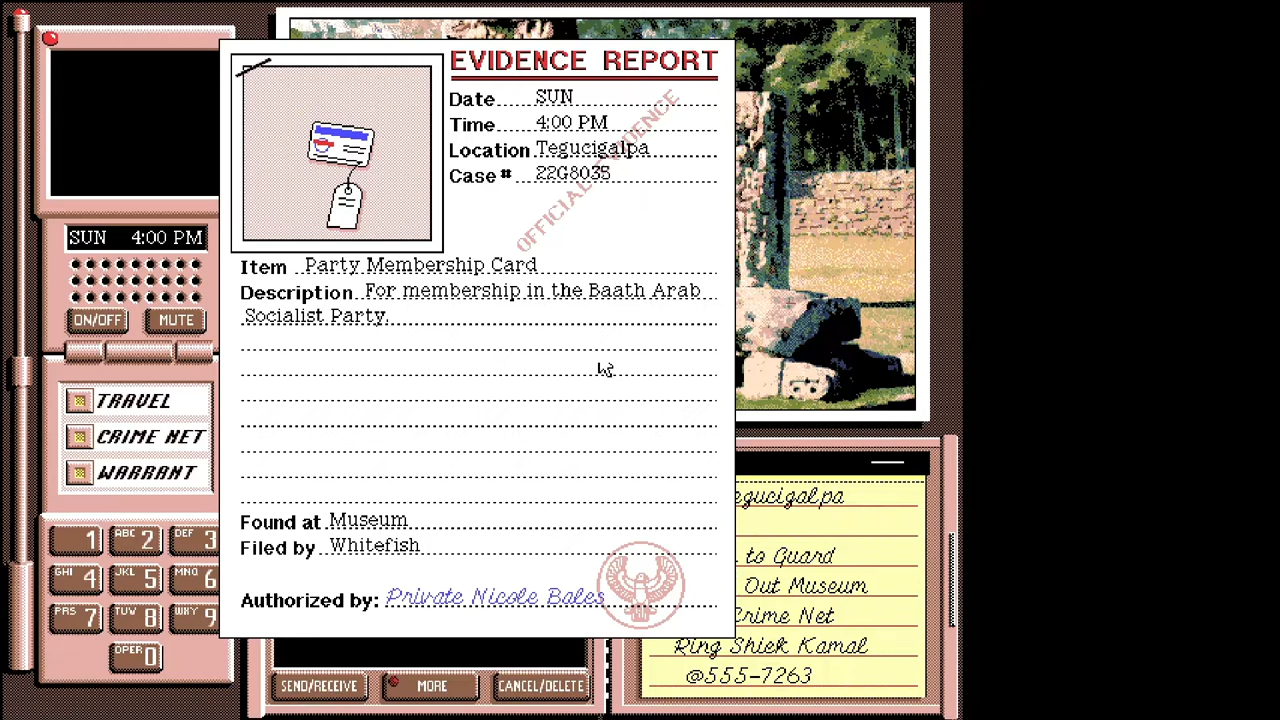 EVIDENCE REPORT
Date SUN
Time 4:00 PM
Location Tegucigalpa
Case # 22G8035
OFFICIAL EVIDENCE
Item Party Membership Card
Description For membership in the Baath Arab
Socialist Party.
Found at Museum
Filed by Whitefish
Authorized by: Private Nicole Bales
SUN 4:00 PM
ON/OFF MUTE
TRAVEL
CRIME NET
WARRANT
1 ABC 2 DEF 3
GHI 4 JKL 5 MNO 6
PRS 7 TUV 8 WXY 9
OPER 0
SEND/RECEIVE MORE CANCEL/DELETE
egucigalpa
to Guard
Out Museum
Crime Net
Ring Shiek Kamal
@555-7263